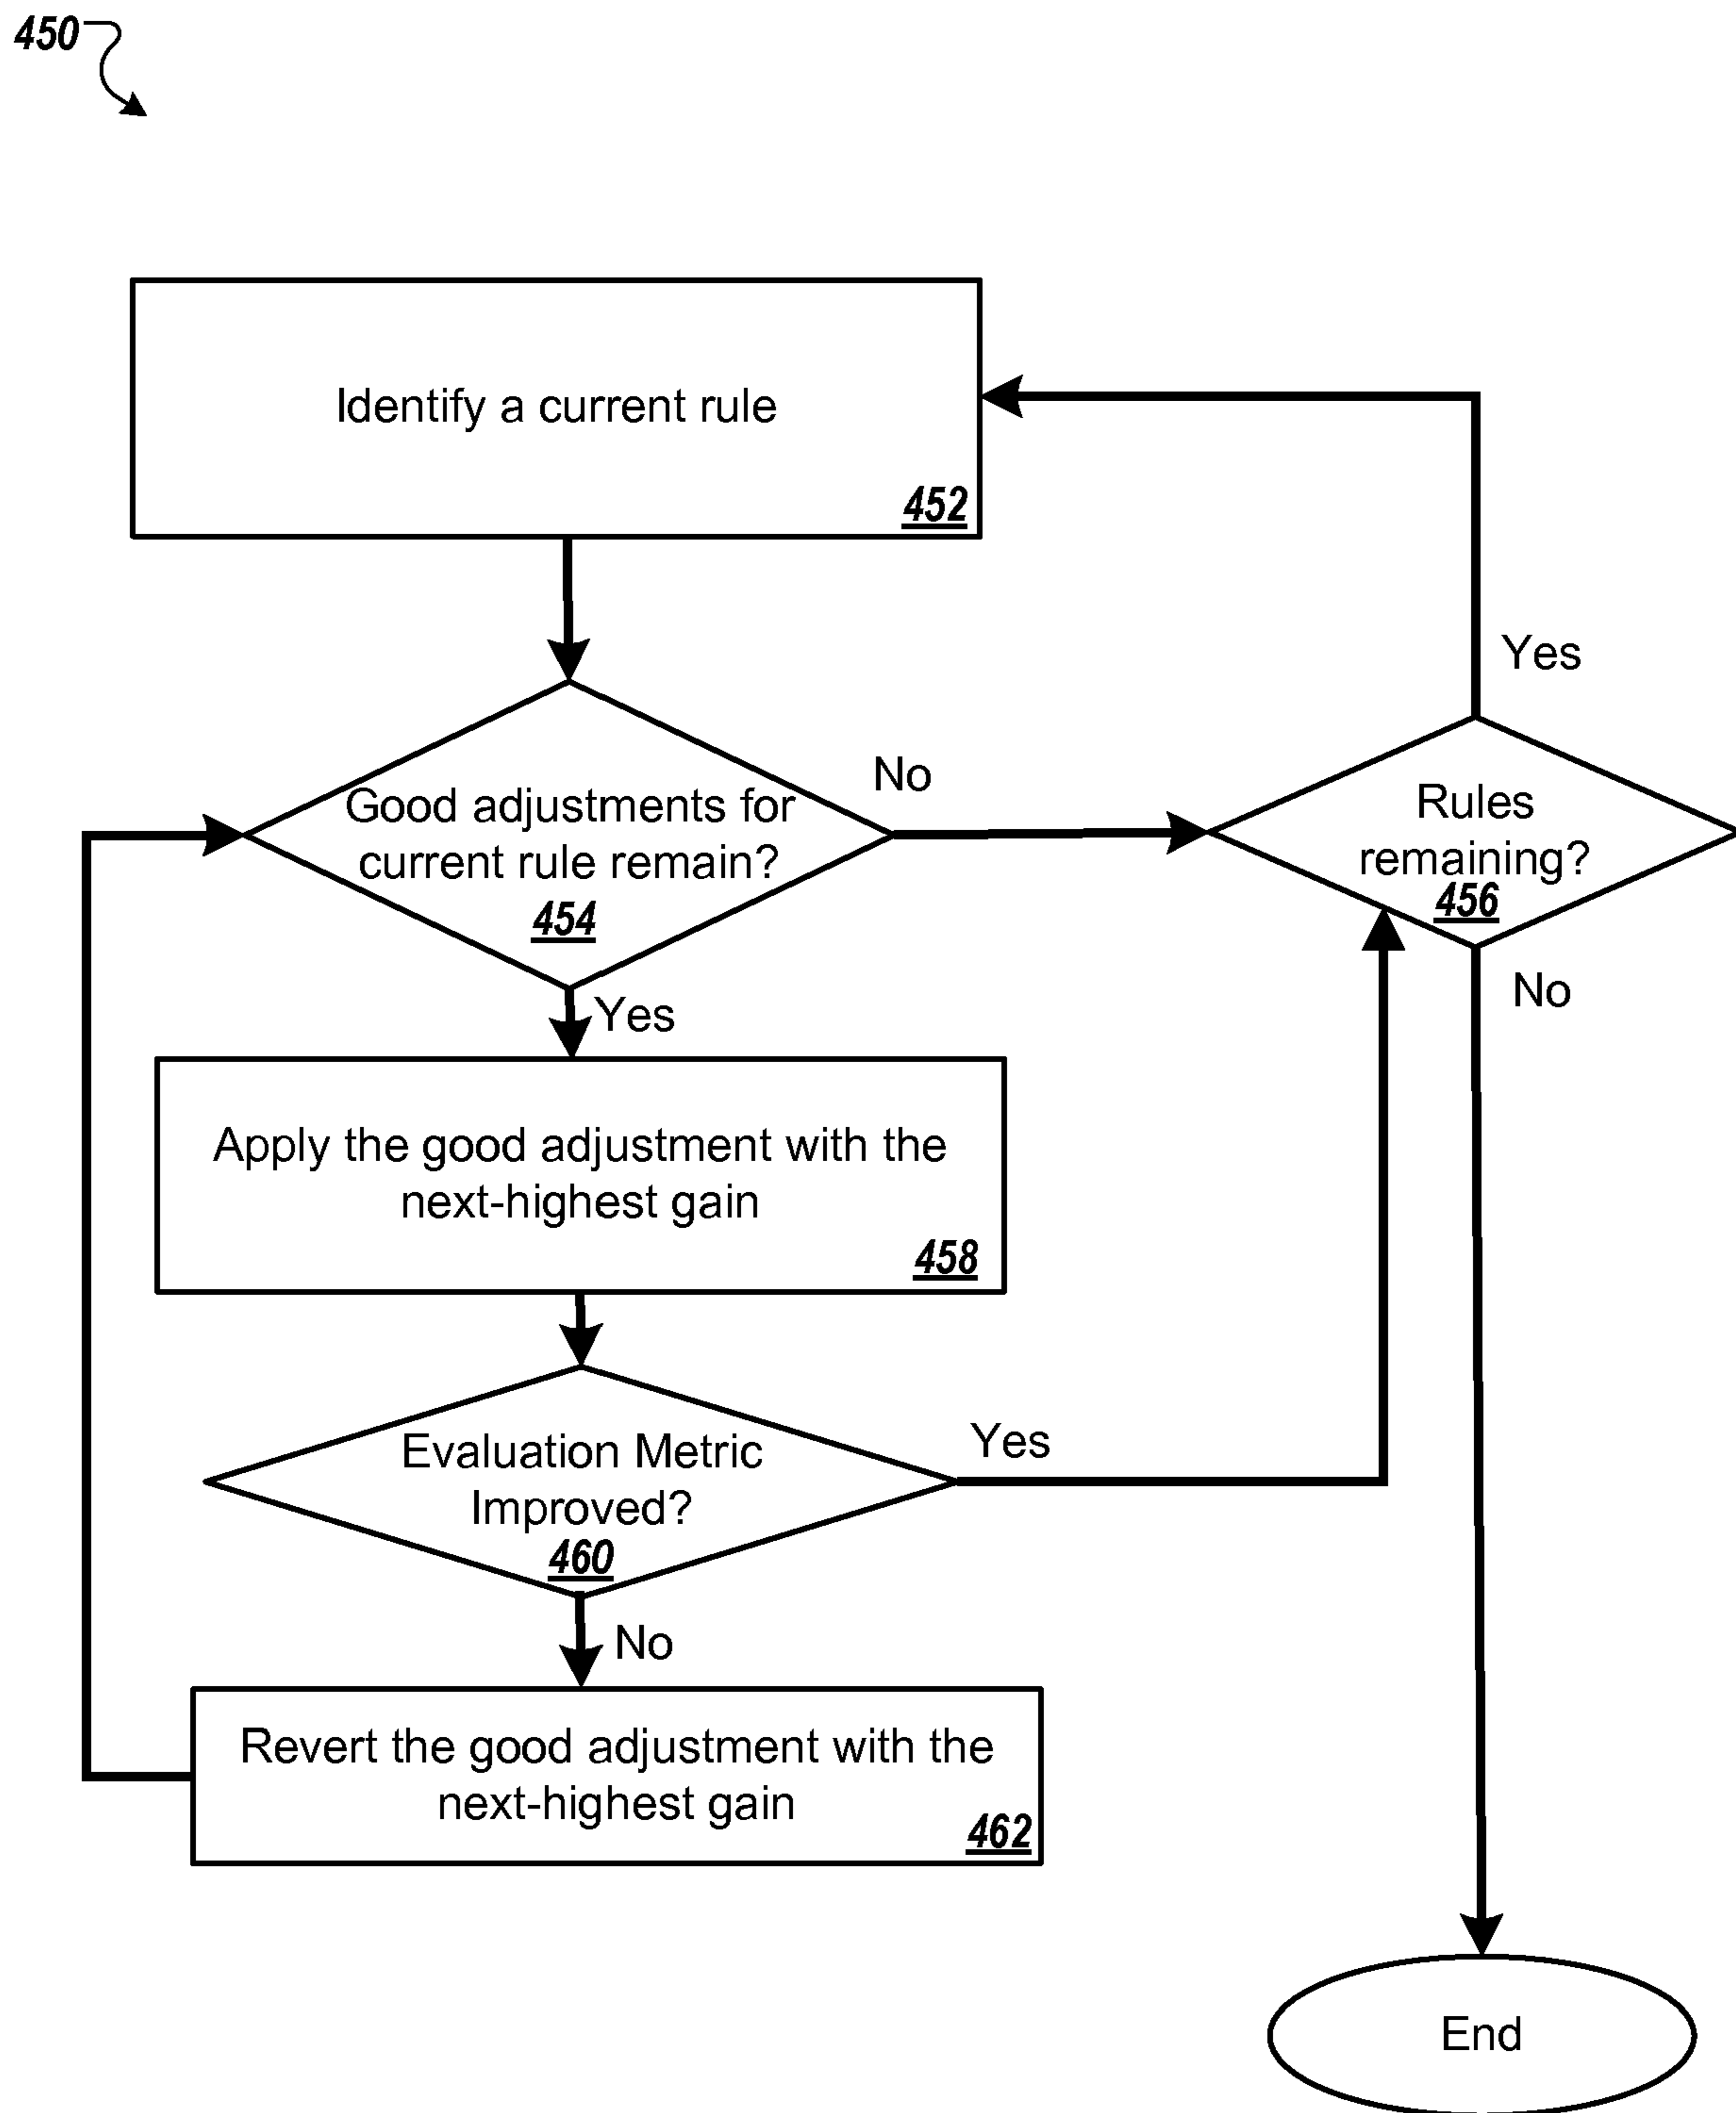 450
Identify a current rule
452
Yes
Good adjustments for
current rule remain?
454
No
Rules
remaining?
456
No
Yes
Apply the good adjustment with the
next-highest gain
458
Evaluation Metric
Improved?
460
Yes
No
Revert the good adjustment with the
next-highest gain
462
End